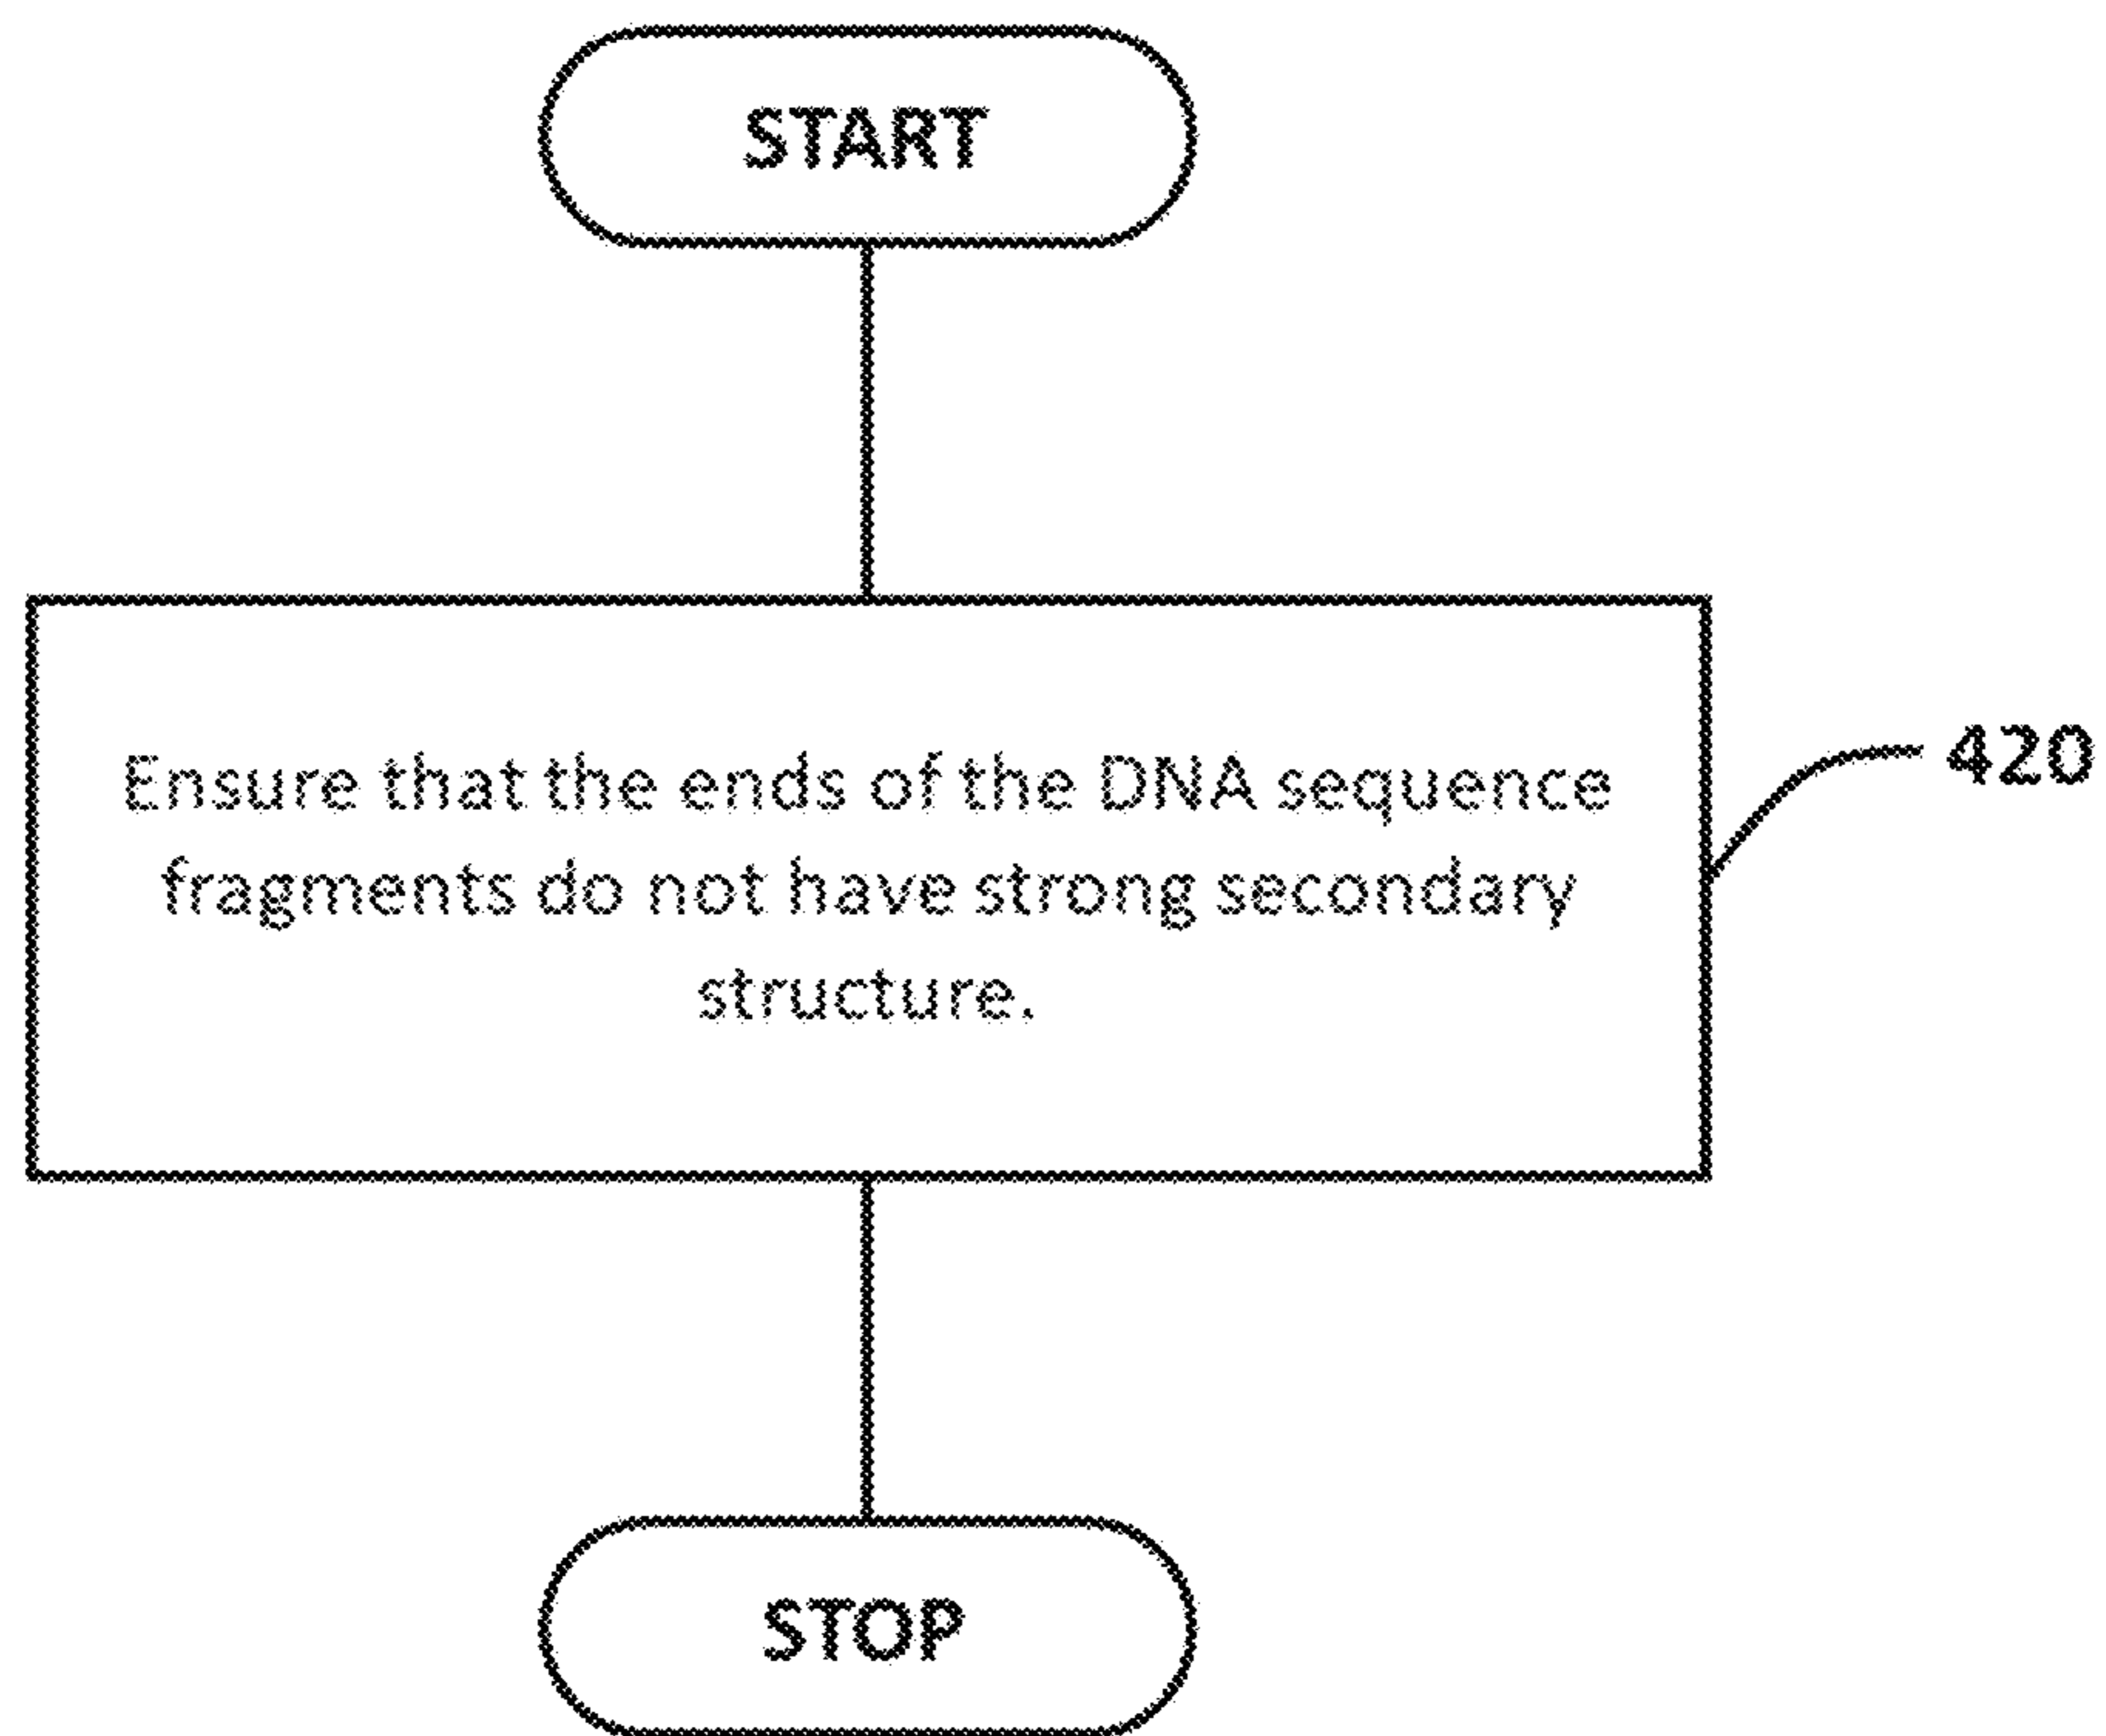 START
Ensure that the ends of the DNA sequence
fragments do not have strong secondary
structure.
420
STOP